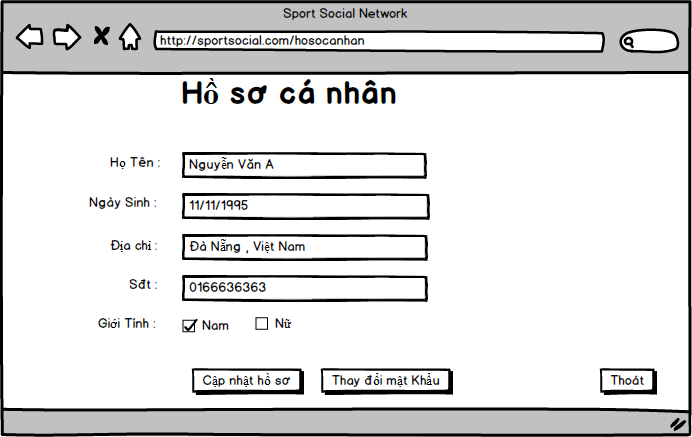 Sport Social Network
http://sportsocial.com/hosocanhan
Hồ sơ cá nhân
Họ Tên : Nguyễn Văn A
Ngày Sinh : 11/11/1995
Địa chỉ : Đà Nẵng , Việt Nam
Sđt : 0166636363
Giới Tính : Nam Nữ
Cập nhật hồ sơ Thay đổi mật Khẩu Thoát